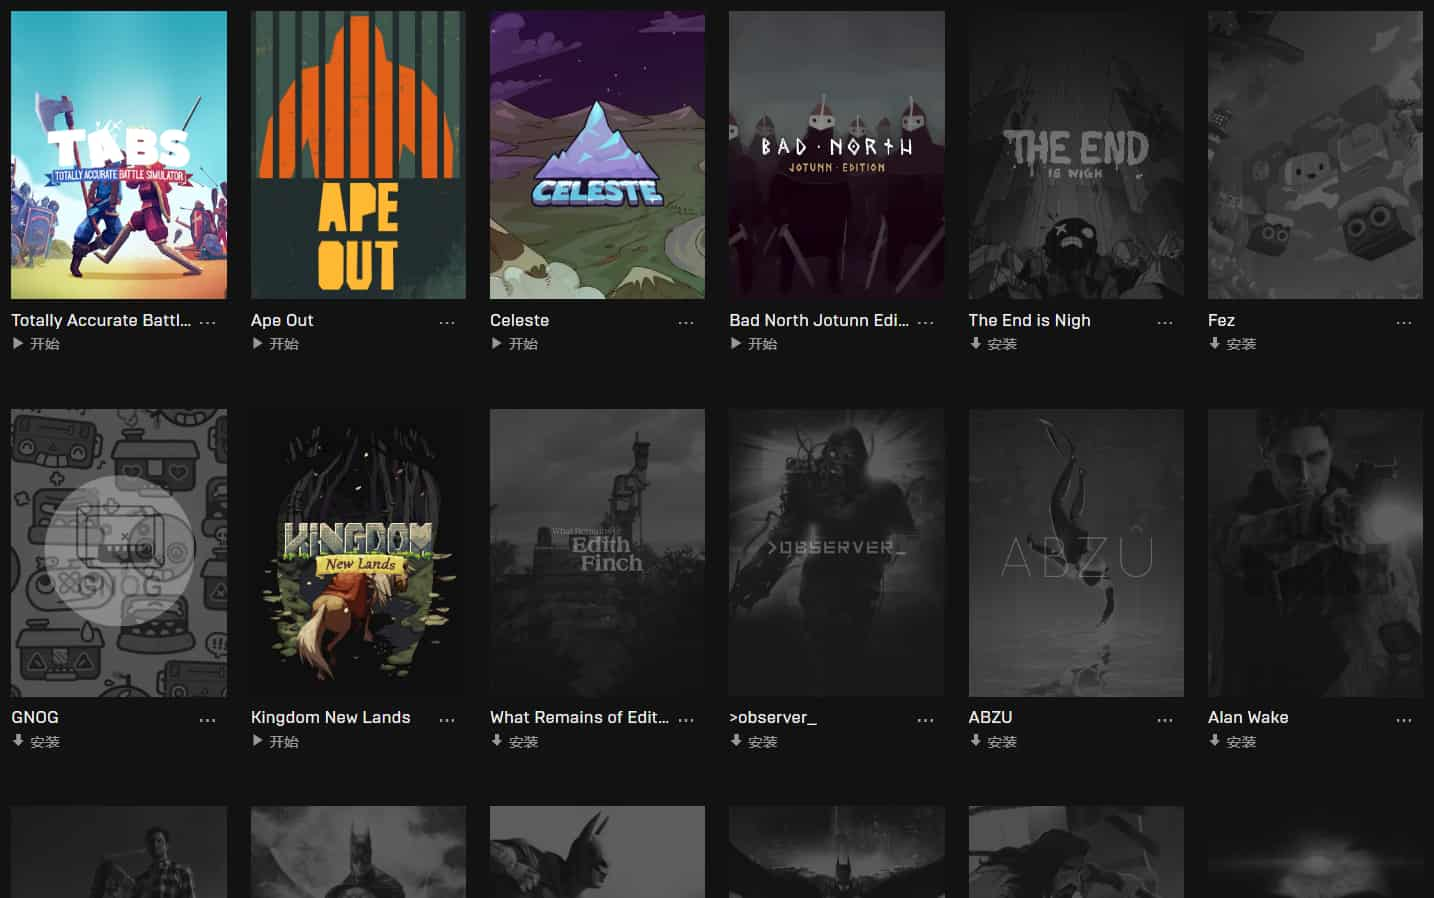 TABS
TOTALLY ACCURATE BATTLE SIMULATOR
APE
OUT
CELESTE
BAD·NORTH
JOTUNN·EDITION
THE END
IS NIGH
Totally Accurate Battl... ...
Ape Out ...
Celeste ...
Bad North Jotunn Edi... ...
The End is Nigh ...
Fez ...
开始
开始
开始
开始
安装
安装
GNOG
KINGDOM
New Lands
What Remains of
Edith
Finch
>OBSERVER_
ABZÛ
GNOG ...
Kingdom New Lands ...
What Remains of Edit... ...
>observer_ ...
ABZU ...
Alan Wake ...
安装
开始
安装
安装
安装
安装